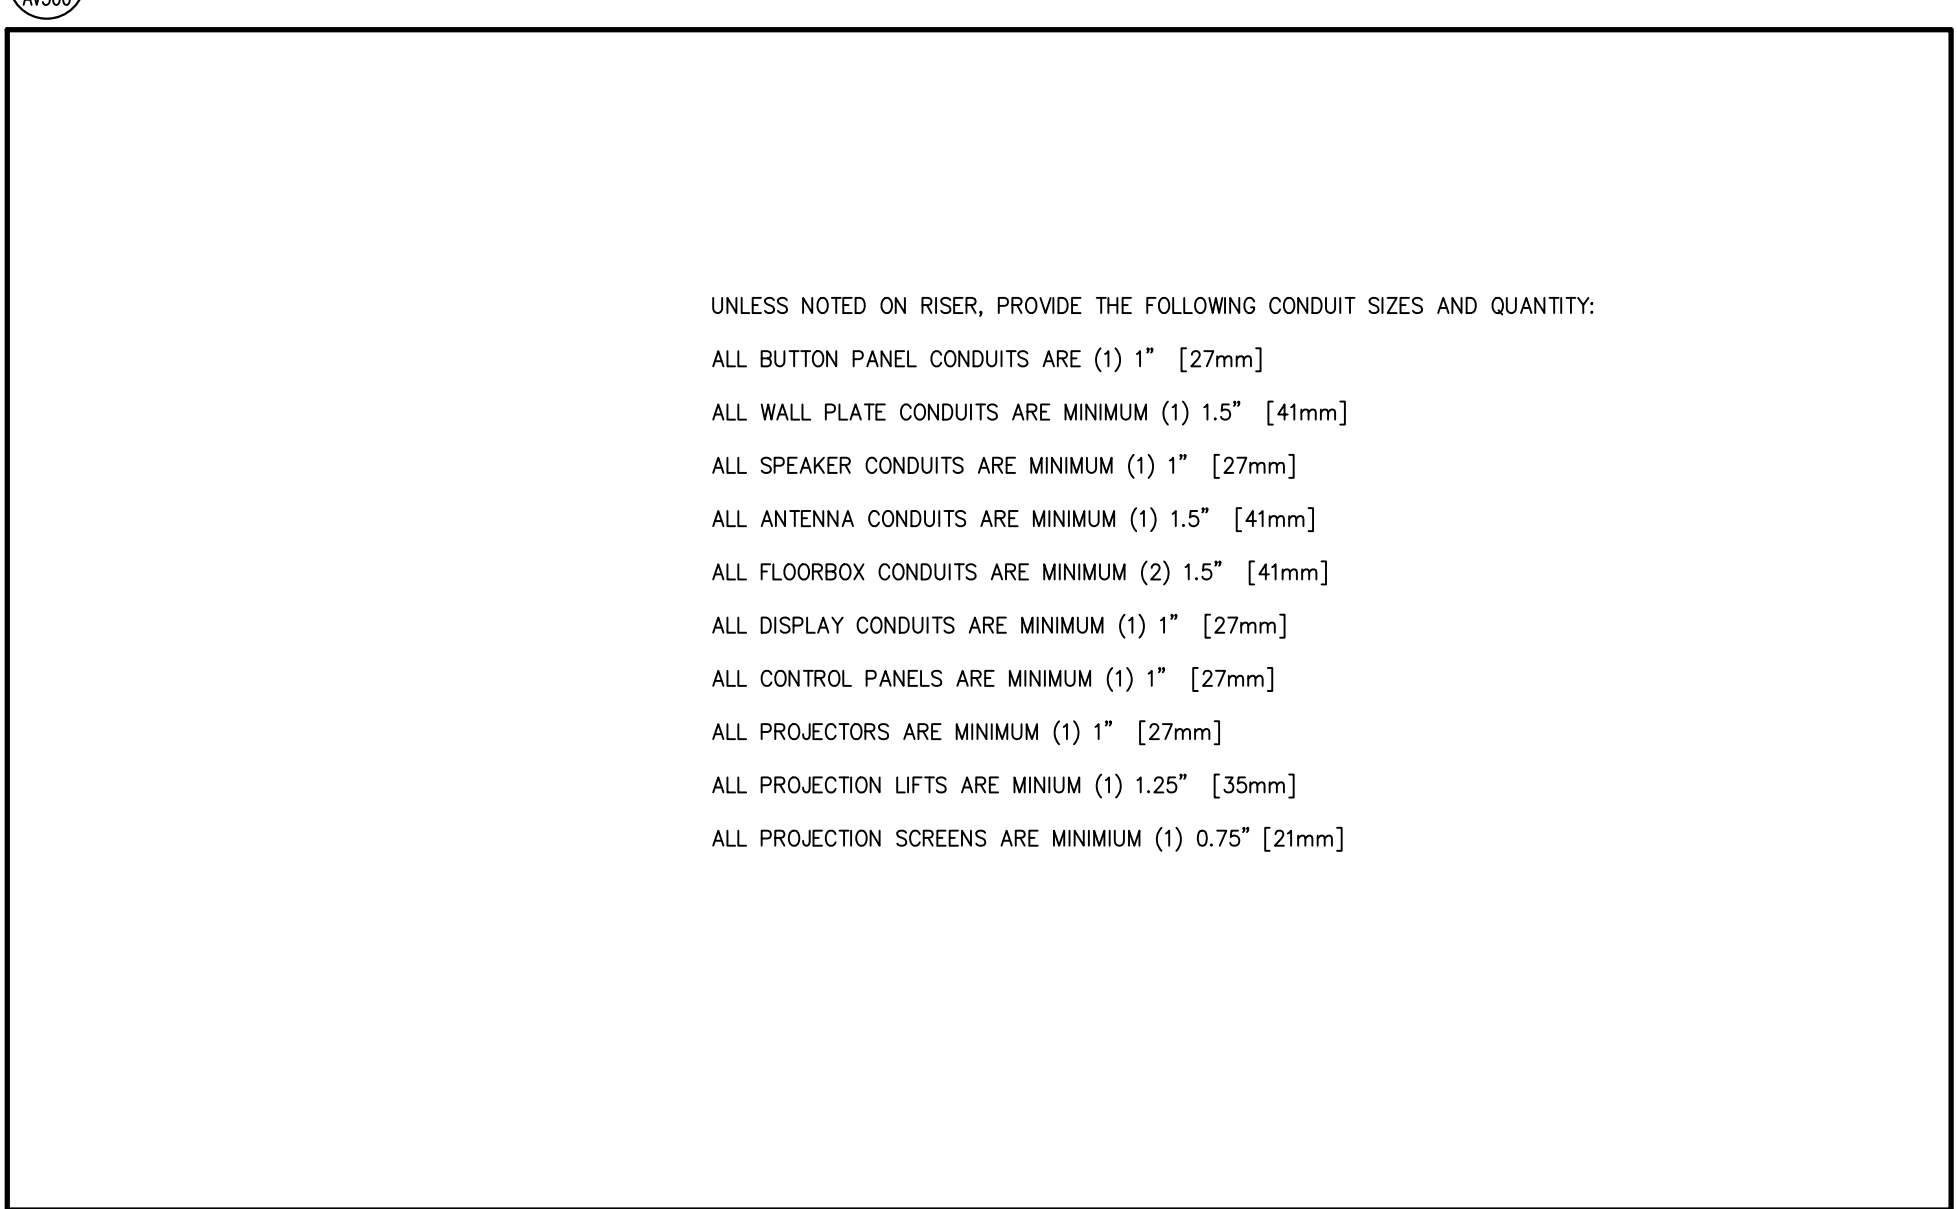 UNLESS NOTED ON RISER, PROVIDE THE FOLLOWING CONDUIT SIZES AND QUANTITY:
ALL BUTTON PANEL CONDUITS ARE (1) 1" [27mm]
ALL WALL PLATE CONDUITS ARE MINIMUM (1) 1.5" [41mm]
ALL SPEAKER CONDUITS ARE MINIMUM (1) 1" [27mm]
ALL ANTENNA CONDUITS ARE MINIMUM (1) 1.5" [41mm]
ALL FLOORBOX CONDUITS ARE MINIMUM (2) 1.5" [41mm]
ALL DISPLAY CONDUITS ARE MINIMUM (1) 1" [27mm]
ALL CONTROL PANELS ARE MINIMUM (1) 1" [27mm]
ALL PROJECTORS ARE MINIMUM (1) 1" [27mm]
ALL PROJECTION LIFTS ARE MINIUM (1) 1.25" [35mm]
ALL PROJECTION SCREENS ARE MINIMIUM (1) 0.75" [21mm]